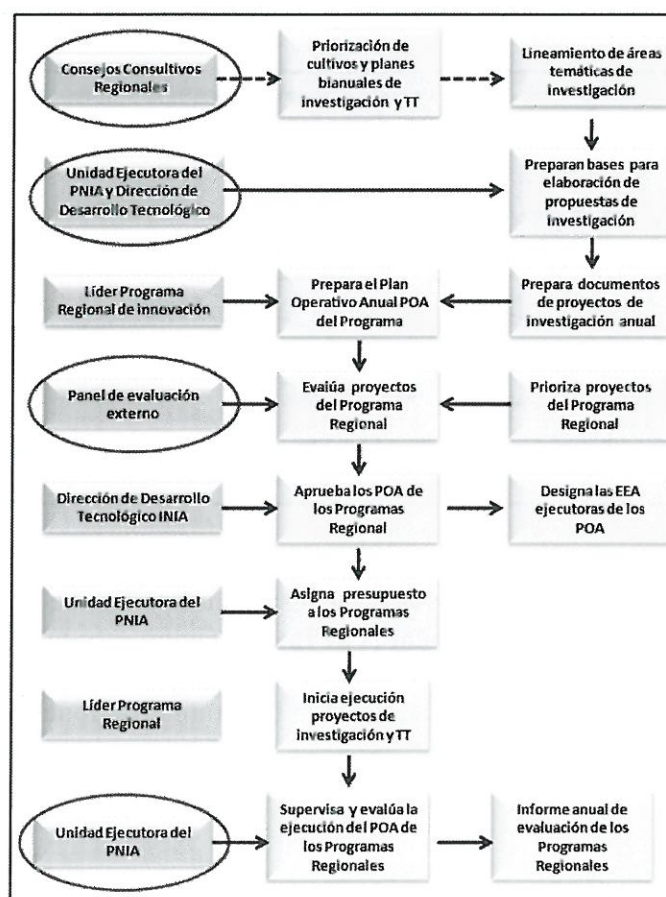 Consejos Consultivos
Regionales
Priorización de
cultivos y planes
bianuales de
investigación y TT
Lineamiento de áreas
temáticas de
investigación
Unidad Ejecutora del
PNIA y Dirección de
Desarrollo Tecnológico
Preparan bases para
elaboración de
propuestas de
investigación
Líder Programa
Regional de innovación
Prepara el Plan
Operativo Anual POA
del Programa
Prepara documentos
de proyectos de
investigación anual
Panel de evaluación
externo
Evalúa proyectos
del Programa
Regional
Prioriza proyectos
del Programa
Regional
Dirección de Desarrollo
Tecnológico INIA
Aprueba los POA de
los Programas
Regional
Designa las EEA
ejecutoras de los
POA
Unidad Ejecutora del
PNIA
Asigna presupuesto
a los Programas
Regionales
Líder Programa
Regional
Inicia ejecución
proyectos de
investigación y TT
Unidad Ejecutora del
PNIA
Supervisa y evalúa la
ejecución del POA de
los Programas
Regionales
Informe anual de
evaluación de los
Programas
Regionales